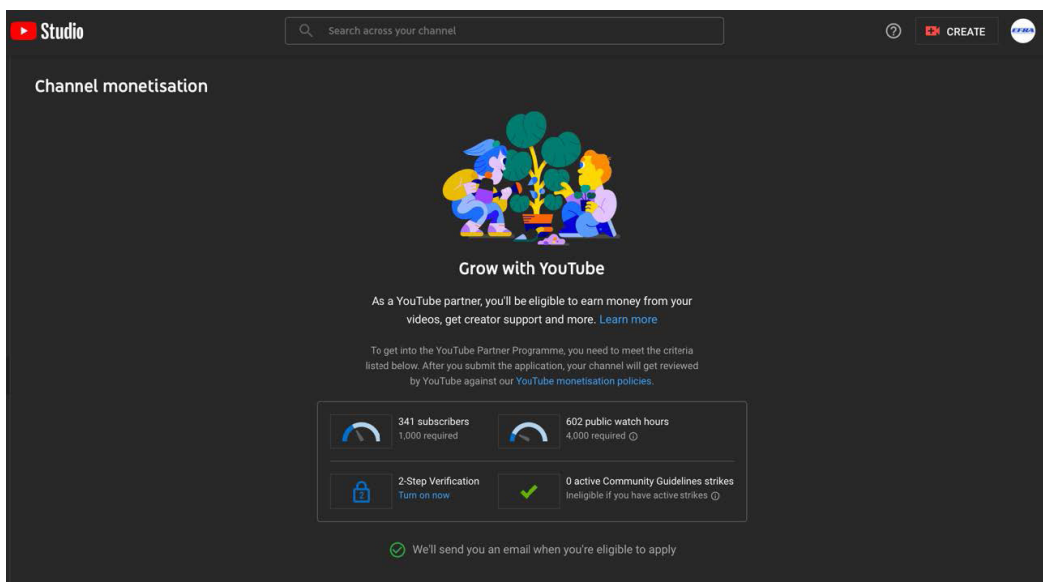 Studio
Search across your channel
CREATE
EFBA
Channel monetisation
Grow with YouTube
As a YouTube partner, you'll be eligible to earn money from your
videos, get creator support and more. Learn more
To get into the YouTube Partner Programme, you need to meet the criteria
listed below. After you submit the application, your channel will get reviewed
by YouTube against our YouTube monetisation policies.
341 subscribers
1,000 required
602 public watch hours
4,000 required
2-Step Verification
Turn on now
0 active Community Guidelines strikes
Ineligible if you have active strikes
We'll send you an email when you're eligible to apply